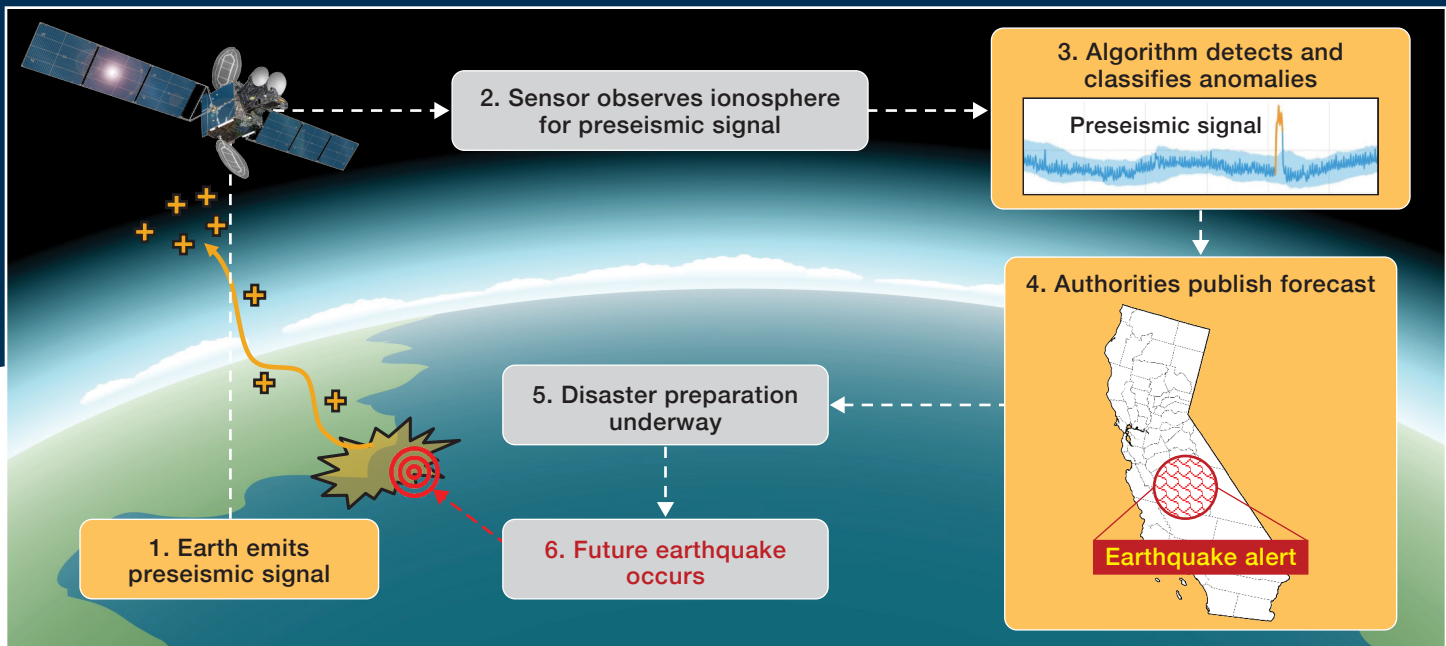 1. Earth emits
preseismic signal
2. Sensor observes ionosphere
for preseismic signal
3. Algorithm detects and
classifies anomalies
Preseismic signal
4. Authorities publish forecast
Earthquake alert
5. Disaster preparation
underway
6. Future earthquake
occurs